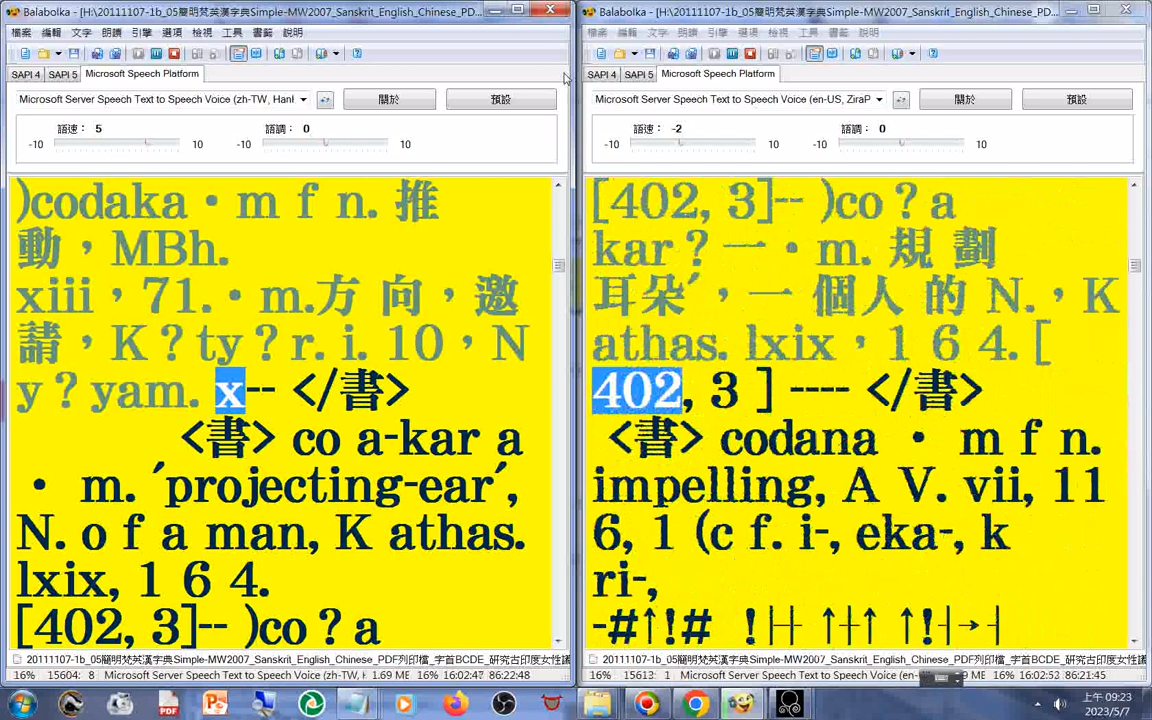 Balabolka - [H:\20111107-1b_05簡明梵英漢字典Simple-MW2007_Sanskrit_English_Chinese_PD...
檔案 編輯 文字 朗讀 引擎 選項 檢視 工具 書籤 說明
SAPI 4 SAPI 5 Microsoft Speech Platform
Microsoft Server Speech Text to Speech Voice (zh-TW, HanH 關於 預設
語速： 5 語調： 0
-10 10 -10 10
)codaka • m f n. 推
動，MBh.
xiii，71. • m.方 向，邀
請，K？ty？r. i. 10，N
y？yam. x-- </書>
<書> co a-kar a
• m. ´projecting-ear´,
N. o f a man, K athas.
lxix, 1 6 4.
[402, 3]-- )co？a
20111107-1b_05簡明梵英漢字典Simple-MW2007_Sanskrit_English_Chinese_PDF列印檔_字首BCDE_研究古印度女性議
16% 15604: 8 Microsoft Server Speech Text to Speech Voice (zh-TW, H 1.69 MB 16% 16:02:47 86:22:48
Balabolka - [H:\20111107-1b_05簡明梵英漢字典Simple-MW2007_Sanskrit_English_Chinese_PD...
檔案 編輯 文字 朗讀 引擎 選項 檢視 工具 書籤 說明
SAPI 4 SAPI 5 Microsoft Speech Platform
Microsoft Server Speech Text to Speech Voice (en-US, ZiraP 關於 預設
語速： -2 語調： 0
-10 10 -10 10
[402, 3]-- )co？a
kar？一 • m. 規 劃
耳朵´，一 個人 的 N.，K
athas. lxix，1 6 4. [
402, 3 ] ---- </書>
<書> codana • m f n.
impelling, A V. vii, 11
6, 1 (c f. i-, eka-, k
ri-,
-#↑!# !├┼ ↑┼↑ ↑!┤→┤
20111107-1b_05簡明梵英漢字典Simple-MW2007_Sanskrit_English_Chinese_PDF列印檔_字首BCDE_研究古印度女性議
16% 15613: 1 Microsoft Server Speech Text to Speech Voice 16% 16:02:52 86:21:45
上午 09:23
2023/5/7